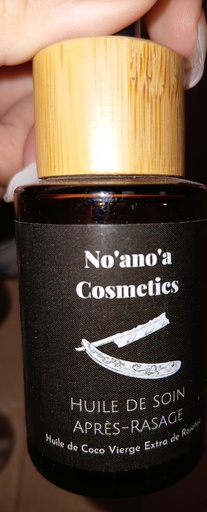 No'ano'a
Cosmetics
HUILE DE SOIN
APRÈS-RASAGE
Huile de Coco Vierge Extra de